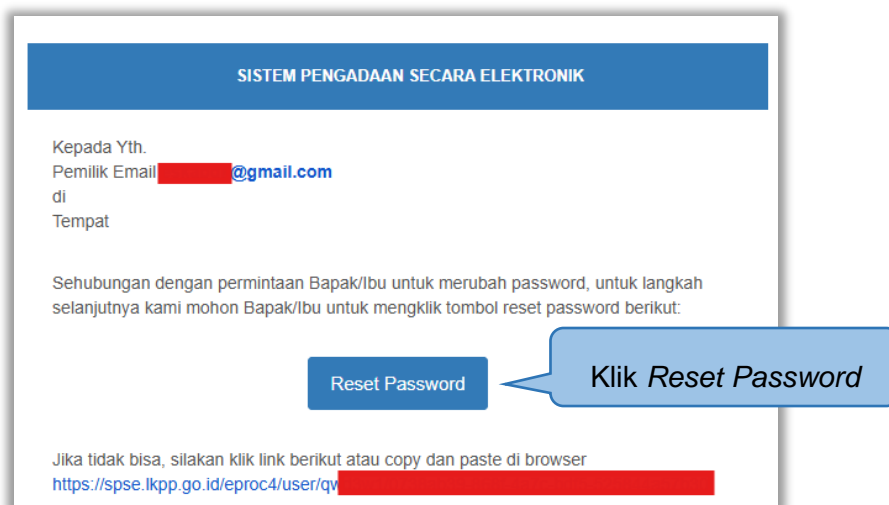 SISTEM PENGADAAN SECARA ELEKTRONIK
Kepada Yth.
Pemilik Email @gmail.com
di
Tempat
Sehubungan dengan permintaan Bapak/Ibu untuk merubah password, untuk langkah
selanjutnya kami mohon Bapak/Ibu untuk mengklik tombol reset password berikut:
Reset Password
Klik Reset Password
Jika tidak bisa, silakan klik link berikut atau copy dan paste di browser
https://spse.lkpp.go.id/eproc4/user/qw